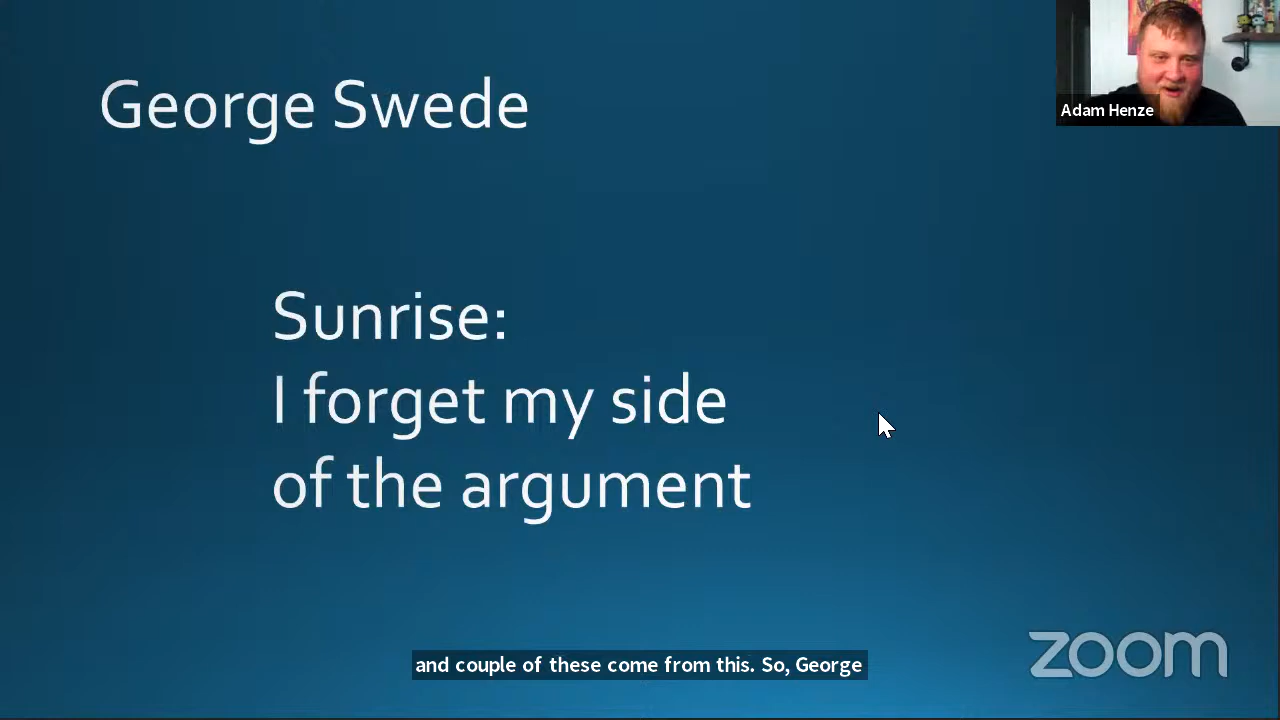 George Swede
Adam Henze
Sunrise:
I forget my side
of the argument
and couple of these come from this. So, George
zoom